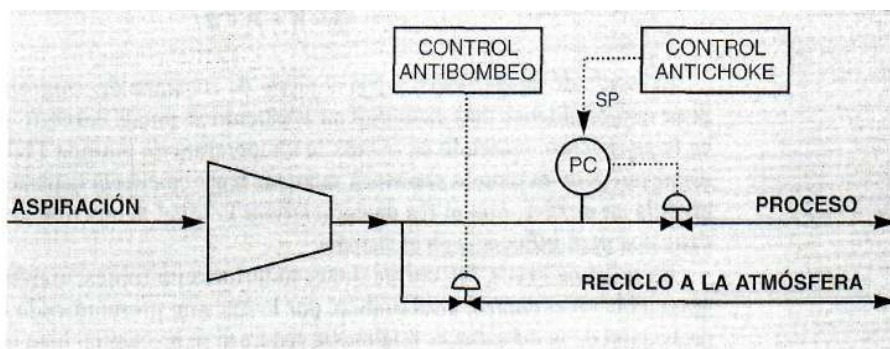 CONTROL
ANTIBOMBEO
CONTROL
ANTICHOKE
SP
PC
ASPIRACIÓN
PROCESO
RECICLO A LA ATMÓSFERA